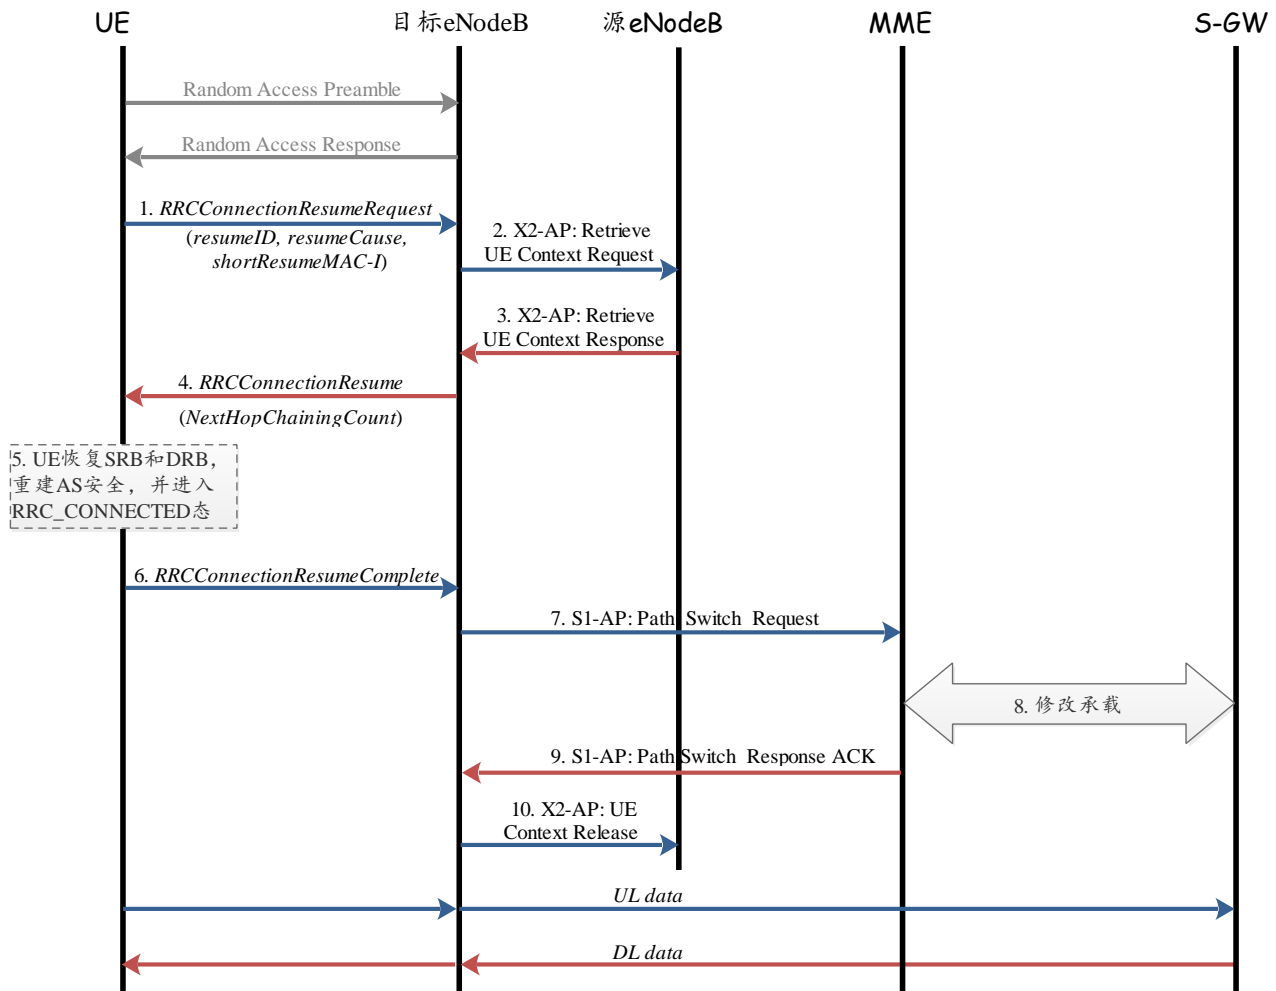 UE
目标eNodeB
源eNodeB
MME
S-GW
Random Access Preamble
Random Access Response
1. RRCConnectionResumeRequest
(resumeID, resumeCause,
shortResumeMAC-I)
2. X2-AP: Retrieve
UE Context Request
3. X2-AP: Retrieve
UE Context Response
4. RRCConnectionResume
(NextHopChainingCount)
5. UE恢复SRB和DRB，
重建AS安全，并进入
RRC_CONNECTED态
6. RRCConnectionResumeComplete
7. S1-AP: Path Switch Request
8. 修改承载
9. S1-AP: Path Switch Response ACK
10. X2-AP: UE
Context Release
UL data
DL data